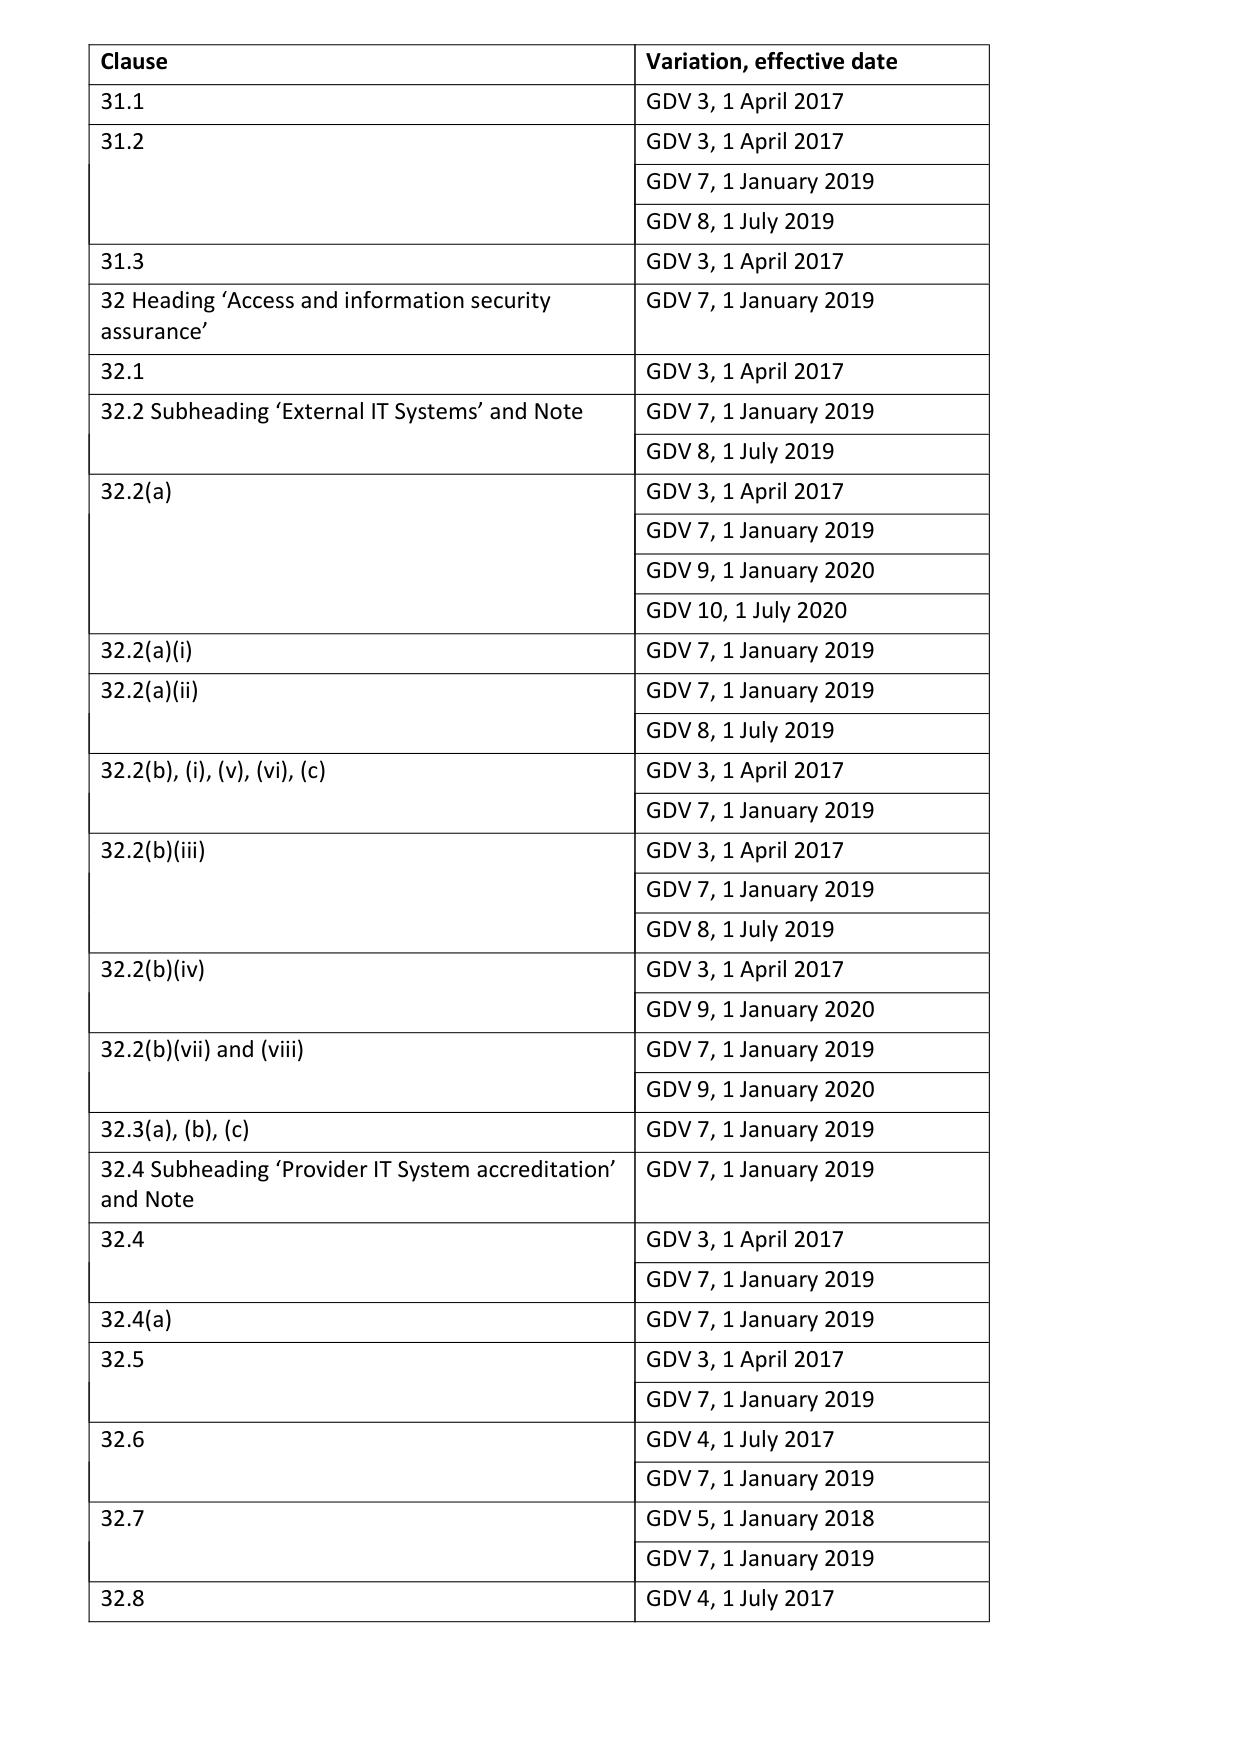 Clause Variation, effective date
31.1 GDV 3, 1 April 2017
31.2 GDV 3, 1 April 2017
GDV 7, 1 January 2019
GDV 8, 1 July 2019
31.3 GDV 3, 1 April 2017
32 Heading ‘Access and information security GDV 7, 1 January 2019
assurance’
32.1 GDV 3, 1 April 2017
32.2 Subheading ‘External IT Systems’ and Note GDV 7, 1 January 2019
GDV 8, 1 July 2019
32.2(a) GDV 3, 1 April 2017
GDV 7, 1 January 2019
GDV 9, 1 January 2020
GDV 10, 1 July 2020
32.2(a)(i) GDV 7, 1 January 2019
32.2(a)(ii) GDV 7, 1 January 2019
GDV 8, 1 July 2019
32.2(b), (i), (v), (vi), (c) GDV 3, 1 April 2017
GDV 7, 1 January 2019
32.2(b)(iii) GDV 3, 1 April 2017
GDV 7, 1 January 2019
GDV 8, 1 July 2019
32.2(b)(iv) GDV 3, 1 April 2017
GDV 9, 1 January 2020
32.2(b)(vii) and (viii) GDV 7, 1 January 2019
GDV 9, 1 January 2020
32.3(a), (b), (c) GDV 7, 1 January 2019
32.4 Subheading ‘Provider IT System accreditation’ GDV 7, 1 January 2019
and Note
32.4 GDV 3, 1 April 2017
GDV 7, 1 January 2019
32.4(a) GDV 7, 1 January 2019
32.5 GDV 3, 1 April 2017
GDV 7, 1 January 2019
32.6 GDV 4, 1 July 2017
GDV 7, 1 January 2019
32.7 GDV 5, 1 January 2018
GDV 7, 1 January 2019
32.8 GDV 4, 1 July 2017